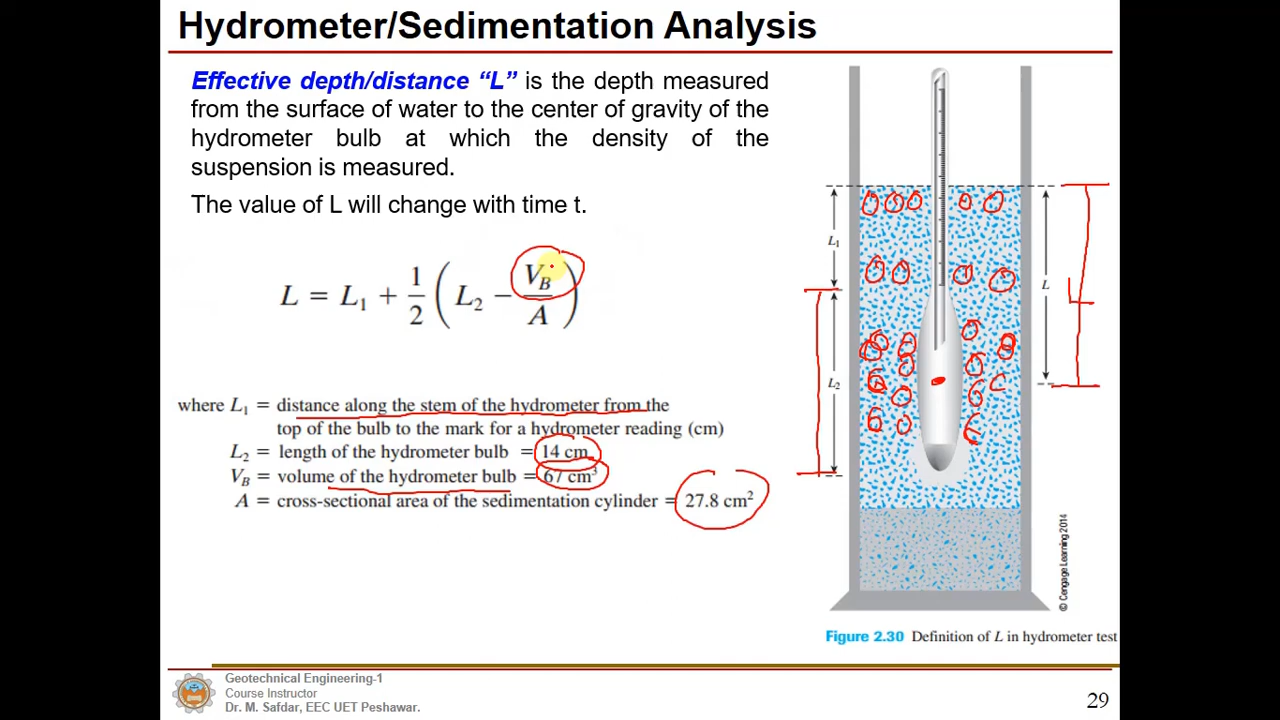 Hydrometer/Sedimentation Analysis
Effective depth/distance “L” is the depth measured
from the surface of water to the center of gravity of the
hydrometer bulb at which the density of the
suspension is measured.
The value of L will change with time t.
L = L₁ + 1/2 ( L₂ − V_B/A )
where L₁ = distance along the stem of the hydrometer from the
top of the bulb to the mark for a hydrometer reading (cm)
L₂ = length of the hydrometer bulb = 14 cm
V_B = volume of the hydrometer bulb = 67 cm³
A = cross-sectional area of the sedimentation cylinder = 27.8 cm²
L₁
L₂
L
L
© Cengage Learning 2014
Figure 2.30 Definition of L in hydrometer test
Geotechnical Engineering-1
Course Instructor
Dr. M. Safdar, EEC UET Peshawar.
29